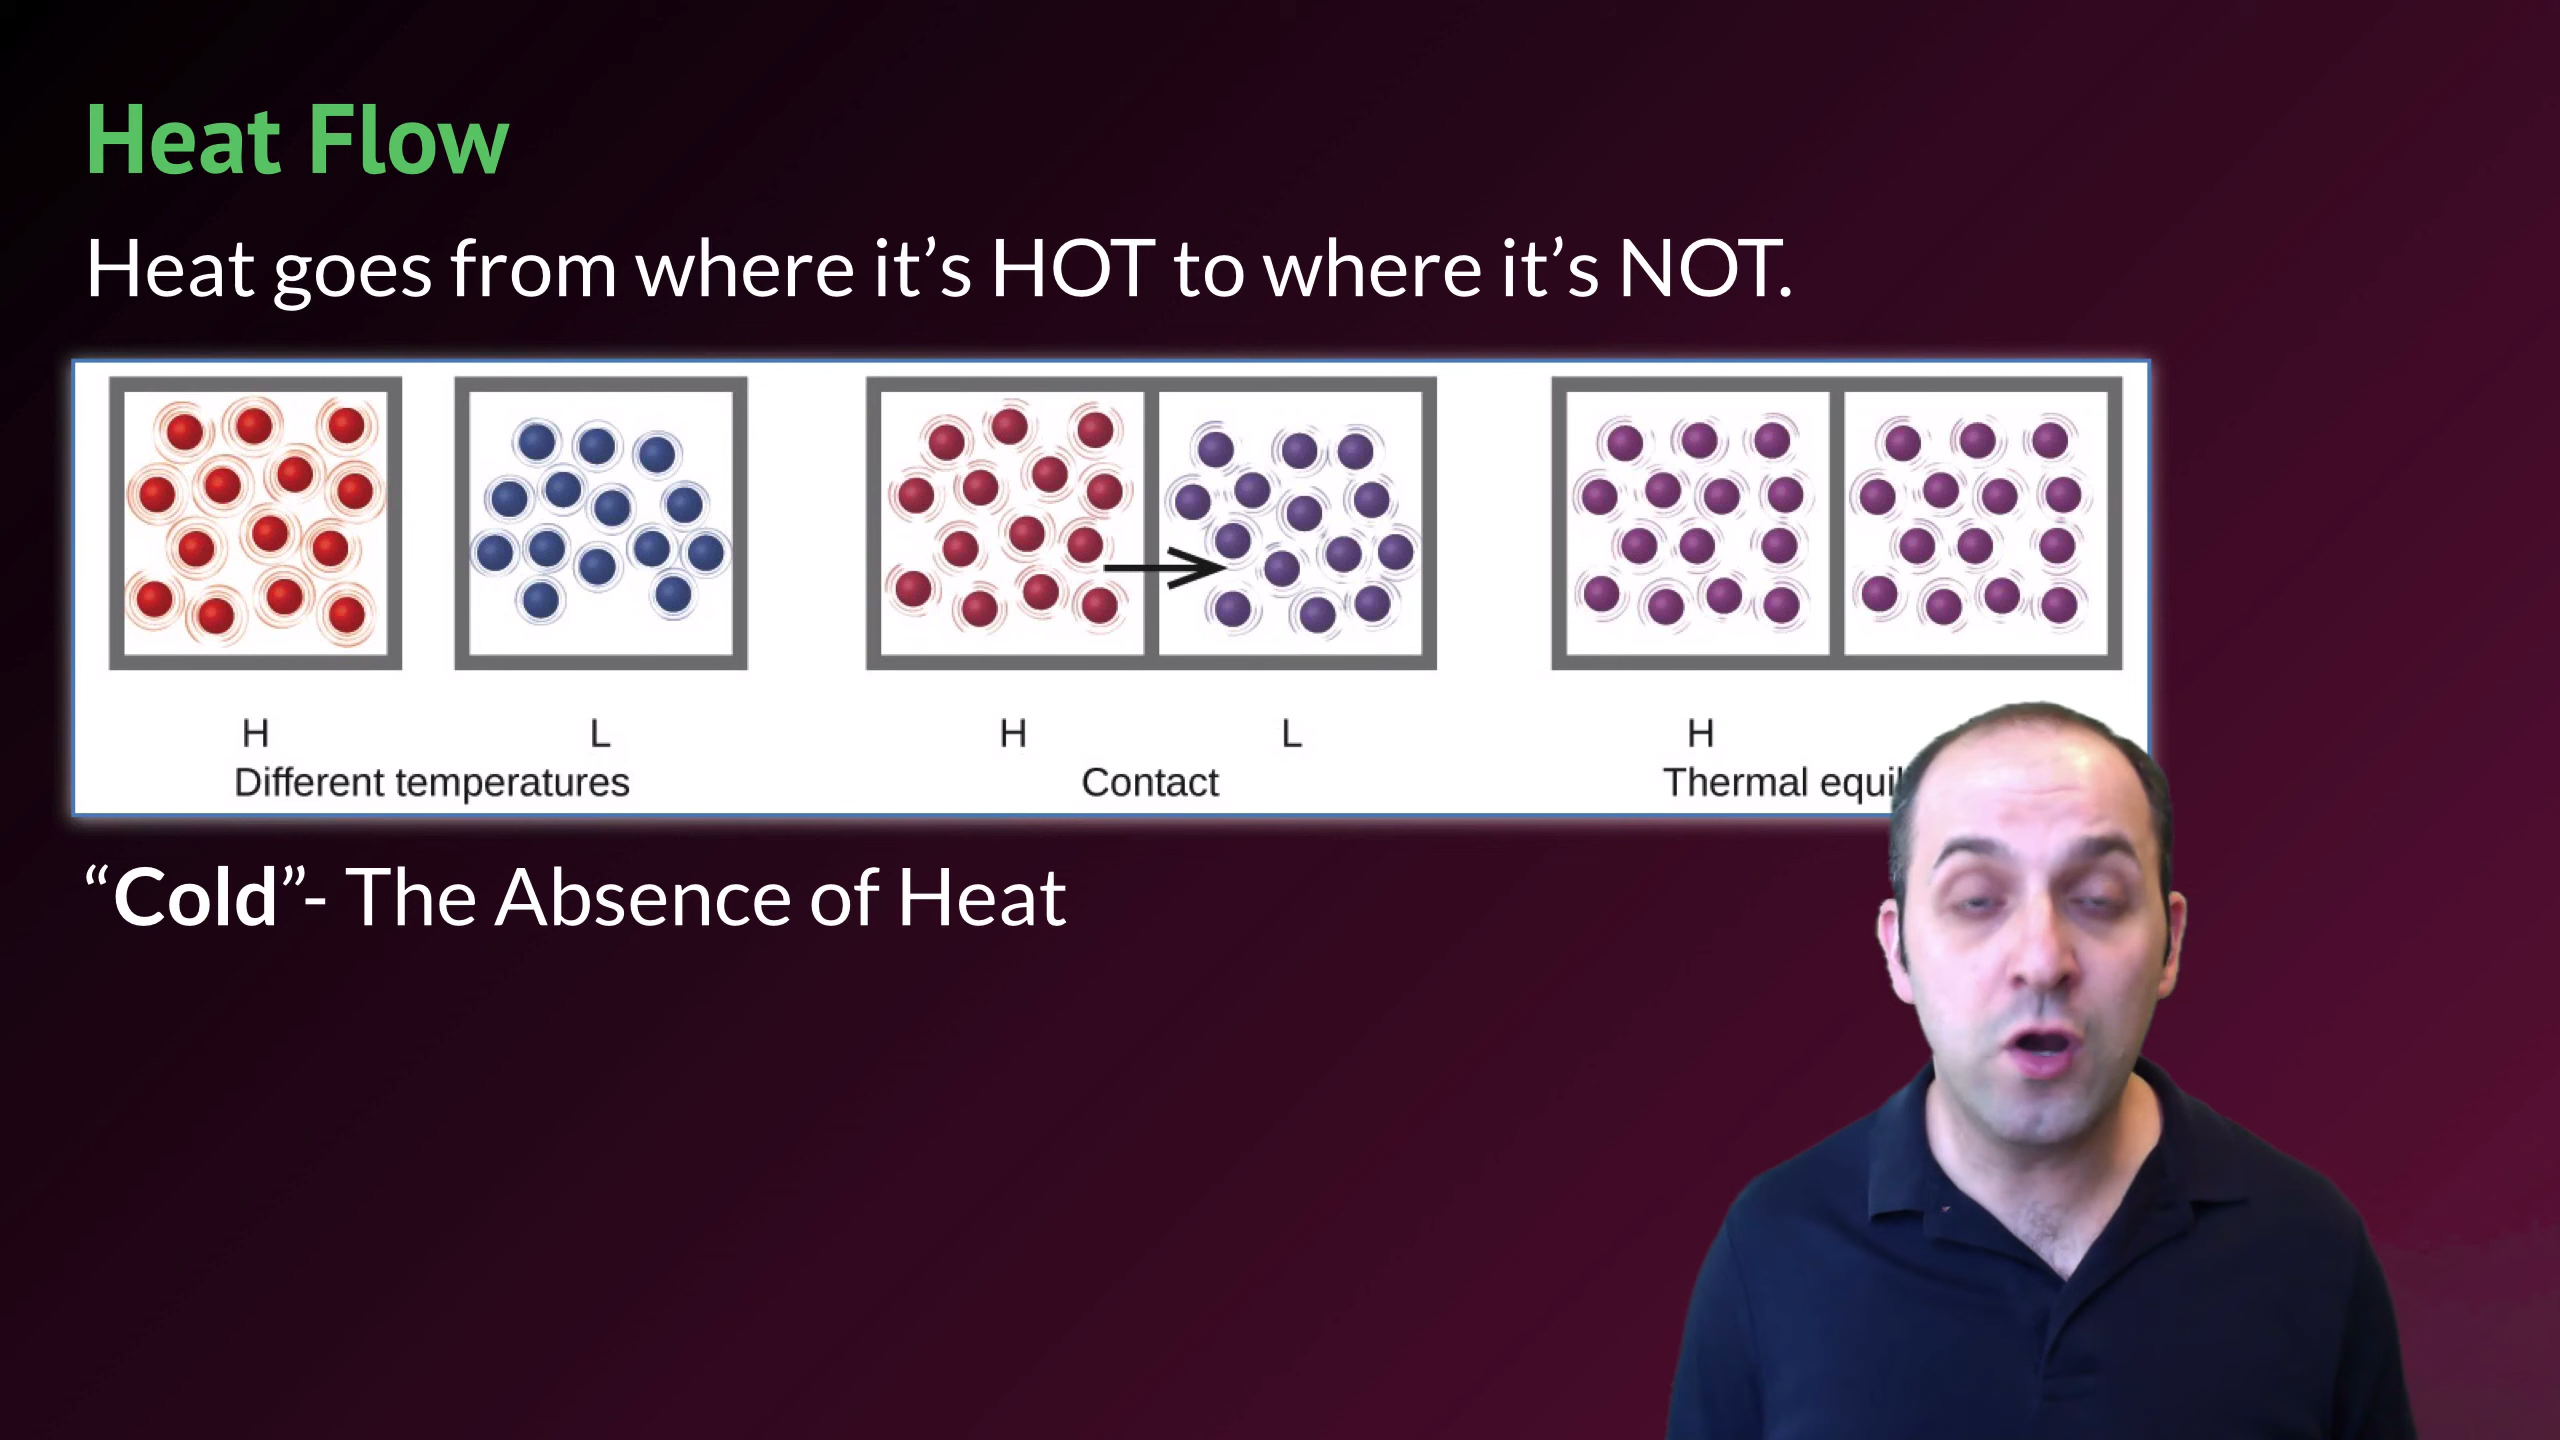 Heat Flow
Heat goes from where it’s HOT to where it’s NOT.
H L H L H
Different temperatures Contact Thermal
“Cold”- The Absence of Heat